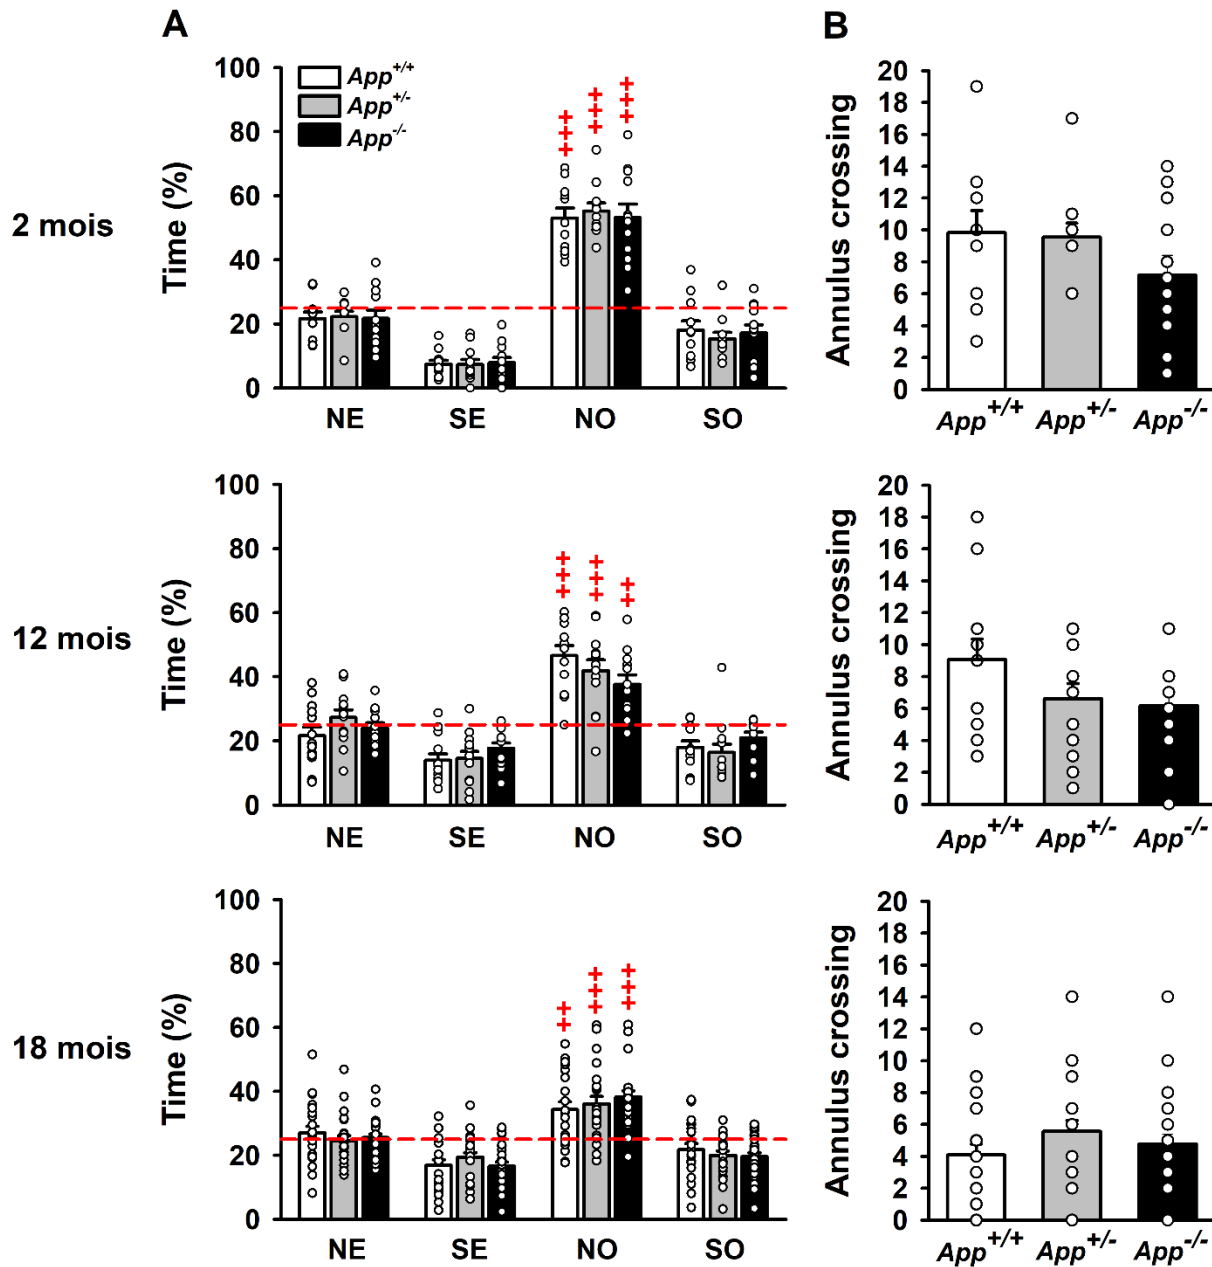 A
B
100
80
60
40
20
0
Time (%)
App+/+
App+/-
App-/-
+++
+++
+++
NE
SE
NO
SO
2 mois
20
18
16
14
12
10
8
6
4
2
0
Annulus crossing
App+/+
App+/-
App-/-
100
80
60
40
20
0
Time (%)
+++
+++
++
NE
SE
NO
SO
12 mois
20
18
16
14
12
10
8
6
4
2
0
Annulus crossing
App+/+
App+/-
App-/-
100
80
60
40
20
0
Time (%)
++
+++
+++
NE
SE
NO
SO
18 mois
20
18
16
14
12
10
8
6
4
2
0
Annulus crossing
App+/+
App+/-
App-/-